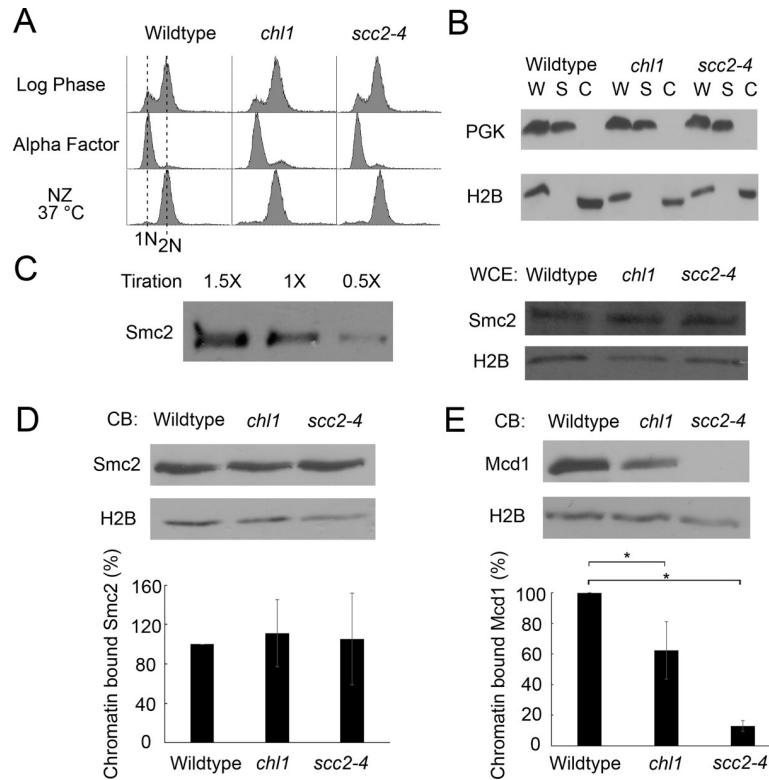 A
Wildtype chl1 scc2-4
Log Phase
Alpha Factor
NZ
37 °C
1N 2N
B
Wildtype chl1 scc2-4
W S C W S C W S C
PGK
H2B
C
Tiration 1.5X 1X 0.5X
Smc2
WCE: Wildtype chl1 scc2-4
Smc2
H2B
D
CB: Wildtype chl1 scc2-4
Smc2
H2B
Chromatin bound Smc2 (%)
160
120
80
40
0
Wildtype chl1 scc2-4
E
CB: Wildtype chl1 scc2-4
Mcd1
H2B
Chromatin bound Mcd1 (%)
*
*
100
80
60
40
20
0
Wildtype chl1 scc2-4